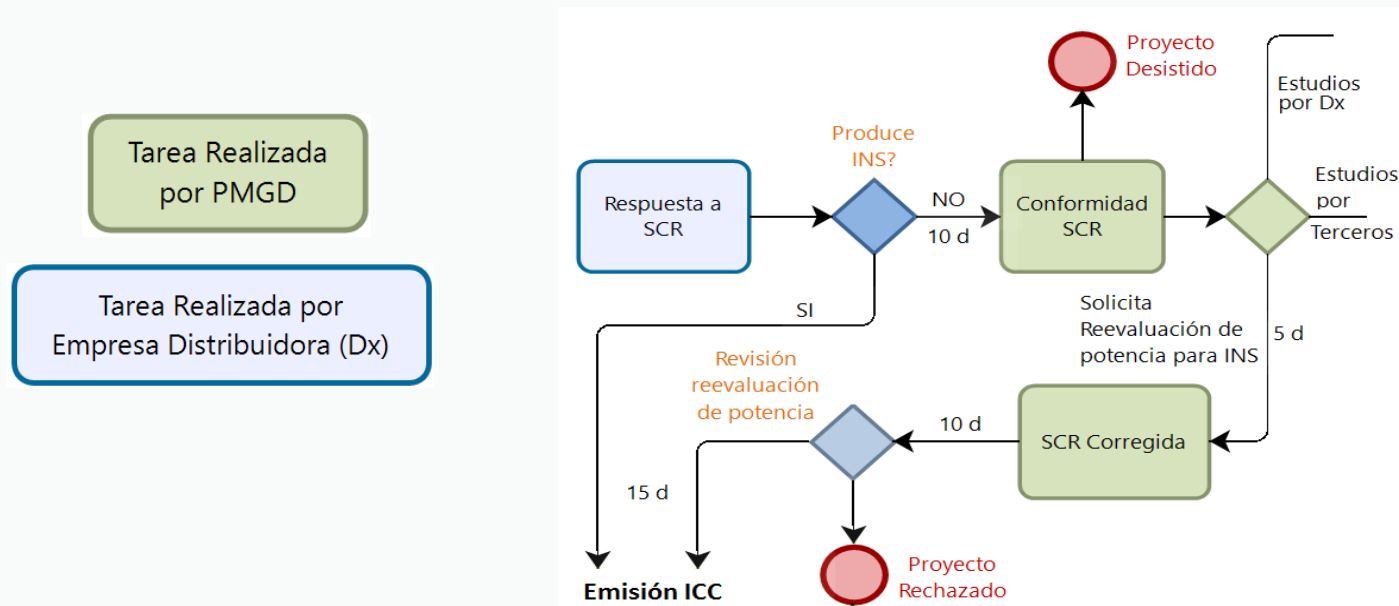 Tarea Realizada
por PMGD
Tarea Realizada por
Empresa Distribuidora (Dx)
Proyecto
Desistido
Estudios
por Dx
Produce
INS?
Respuesta a
SCR
NO
10 d
Conformidad
SCR
Estudios
por
Terceros
SI
Solicita
Reevaluación de
potencia para INS
5 d
Revisión
reevaluación
de potencia
10 d
SCR Corregida
15 d
Proyecto
Rechazado
Emisión ICC